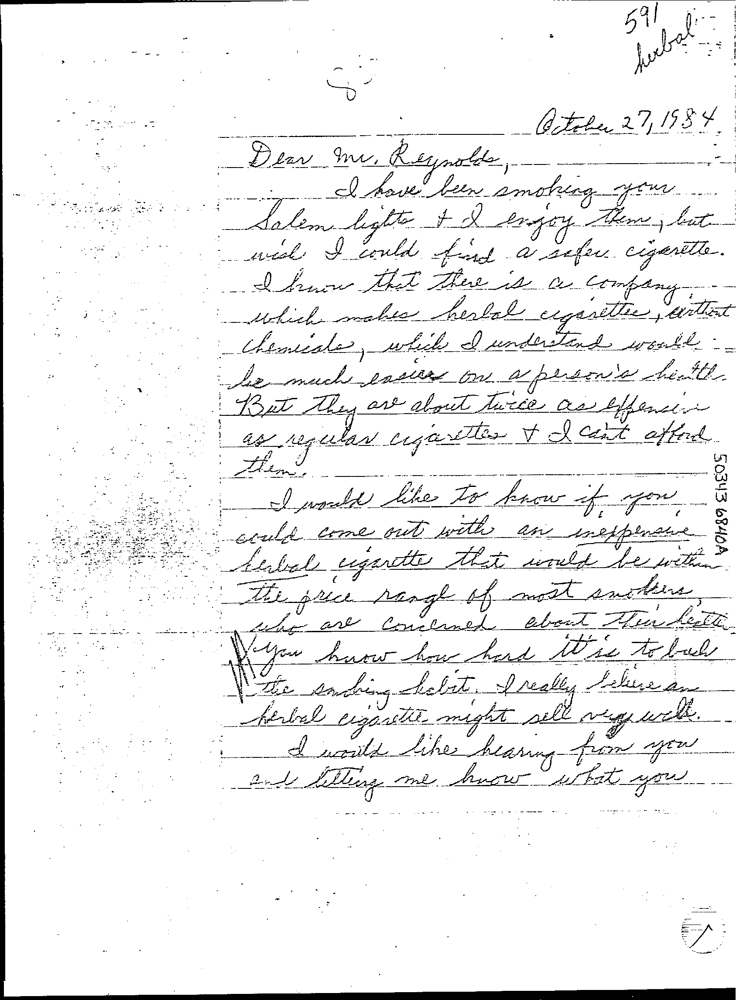 591
herbal
October 27, 1984
Dear Mr. Reynolds,
I have been smoking your
Salem lights + I enjoy them, but
wish I could find a safer cigarette.
I know that there is a company
which makes herbal cigarettes, without
chemicals, which I understand would
be much easier on a person's health.
But they are about twice as expensive
as regular cigarettes + I can't afford
them.
I would like to know if you
could come out with an inexpensive
herbal cigarette that would be within
the price range of most smokers,
who are concerned about their health
You know how hard it is to
the smoking habit. I really believe an
herbal cigarette might sell very well.
I would like hearing from you
and letting me know what you
50343 6840A